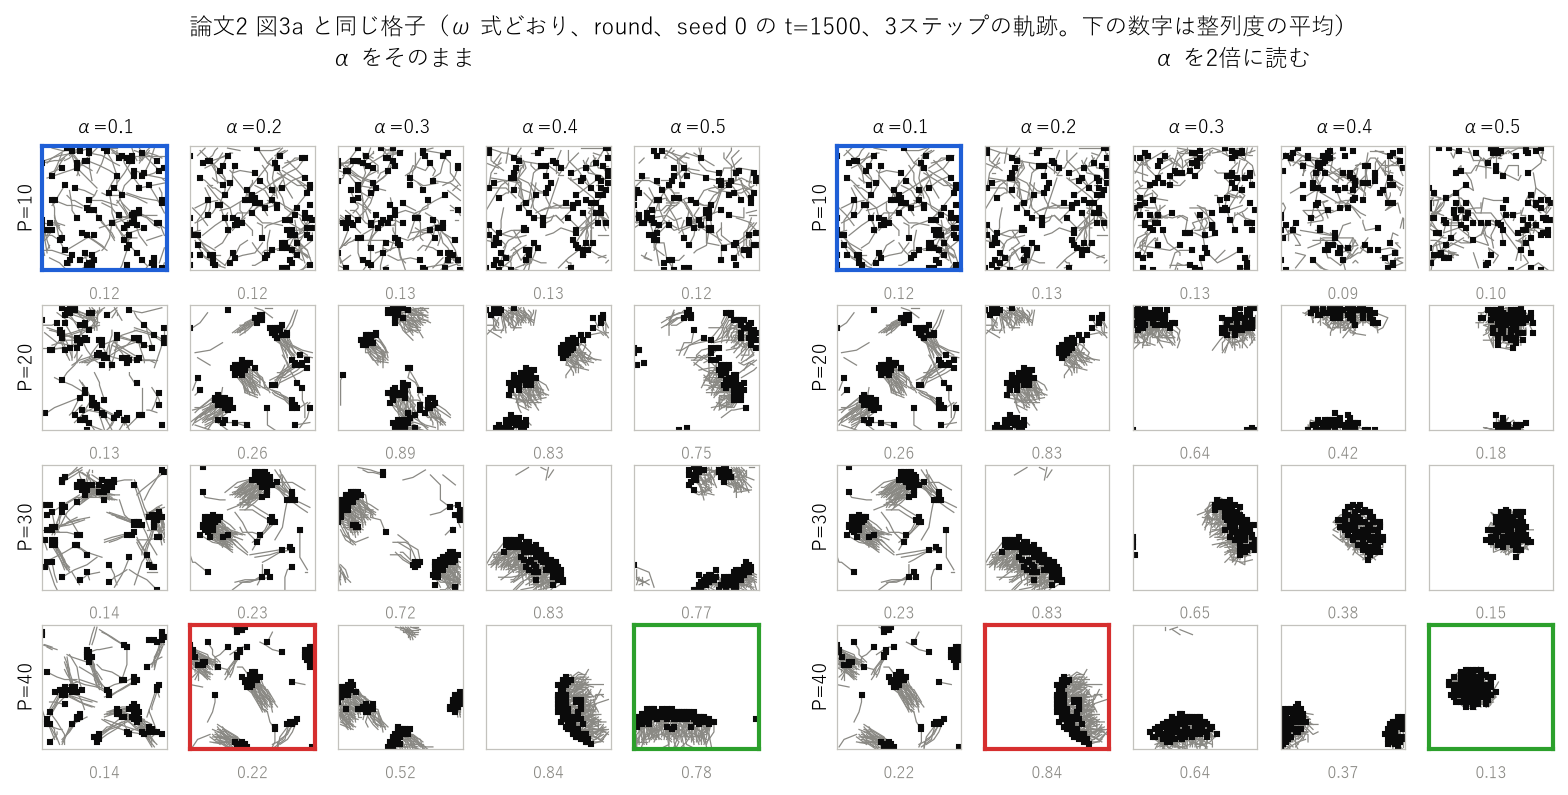 論文2 図3a と同じ格子（ω 式どおり、round、seed 0 の t=1500、3ステップの軌跡。下の数字は整列度の平均）
α をそのまま
α を2倍に読む
α=0.1 α=0.2 α=0.3 α=0.4 α=0.5 α=0.1 α=0.2 α=0.3 α=0.4 α=0.5
P=10 P=10
0.12 0.12 0.13 0.13 0.12 0.12 0.13 0.13 0.09 0.10
P=20 P=20
0.13 0.26 0.89 0.83 0.75 0.26 0.83 0.64 0.42 0.18
P=30 P=30
0.14 0.23 0.72 0.83 0.77 0.23 0.83 0.65 0.38 0.15
P=40 P=40
0.14 0.22 0.52 0.84 0.78 0.22 0.84 0.64 0.37 0.13